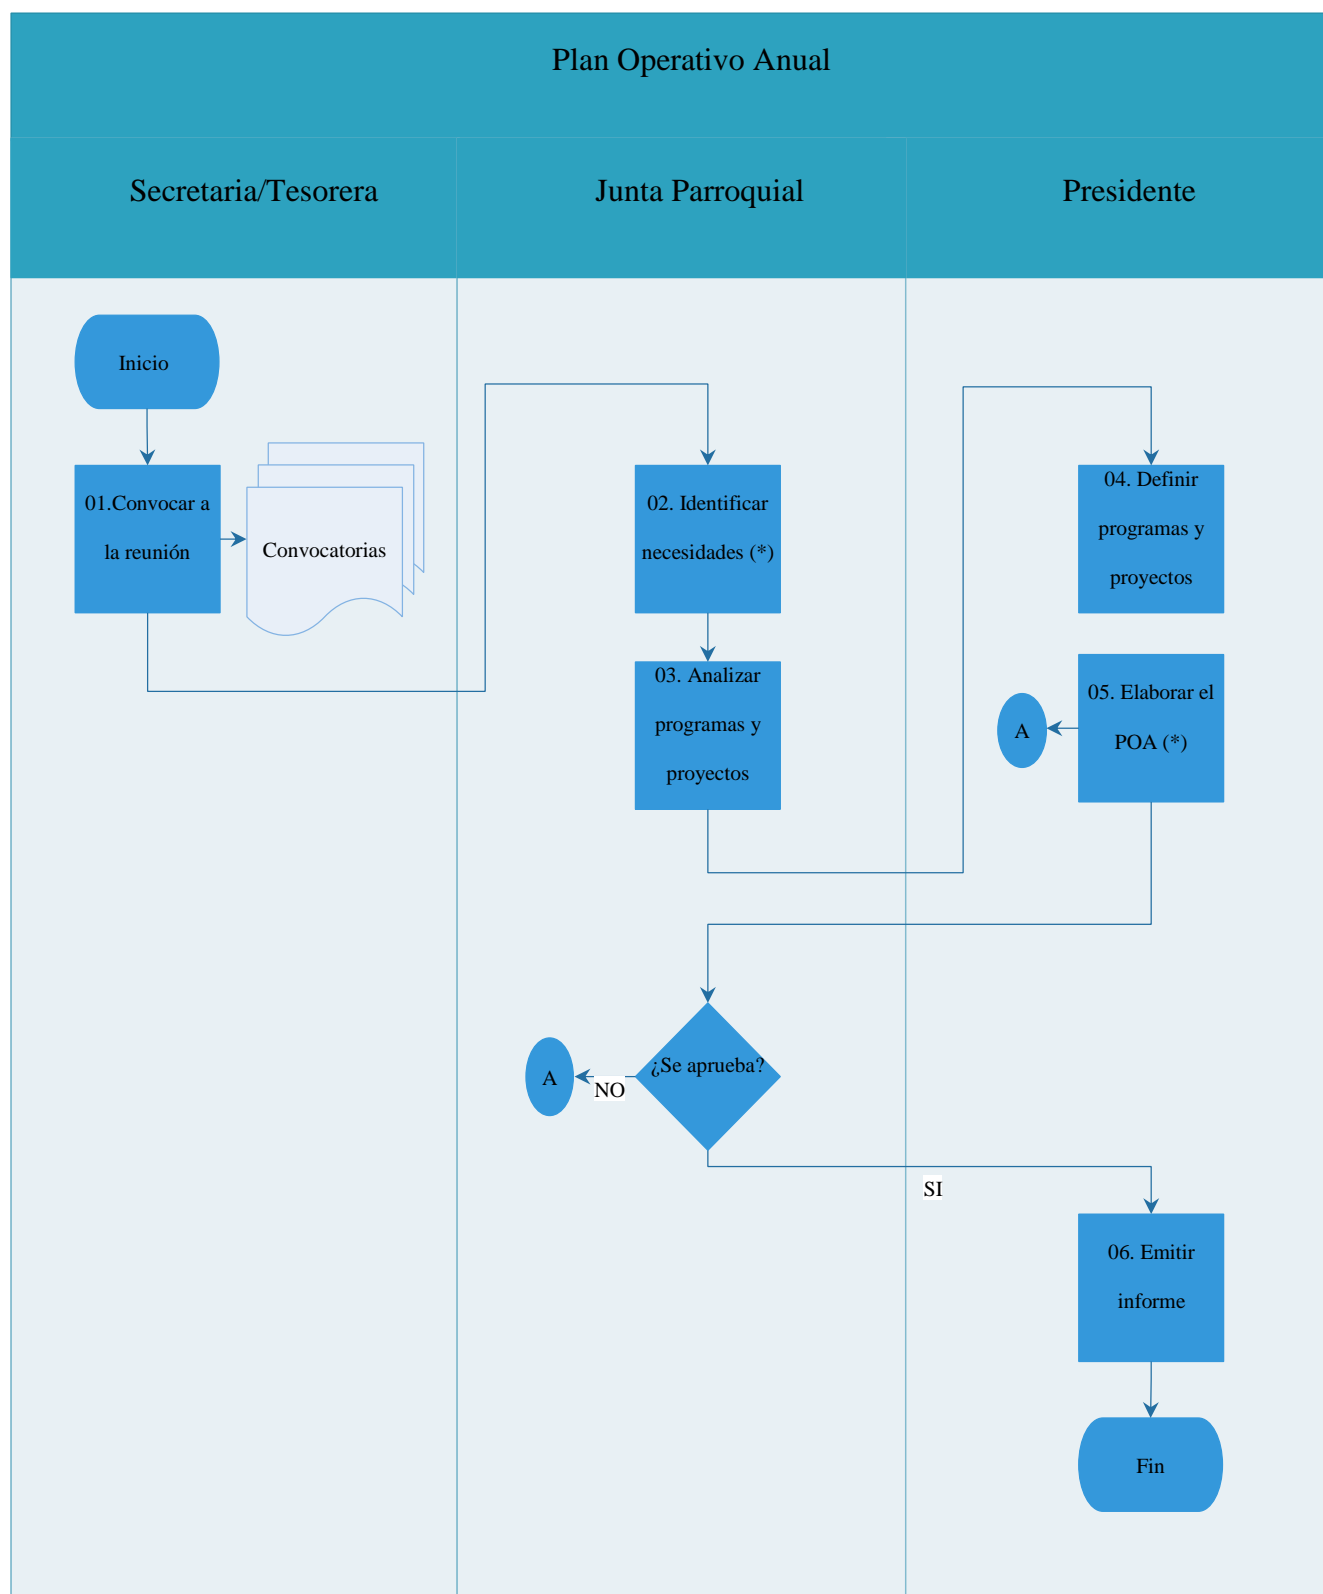 Plan Operativo Anual
Secretaria/Tesorera
Junta Parroquial
Presidente
Inicio
01.Convocar a
la reunión
Convocatorias
02. Identificar
necesidades (*)
03. Analizar
programas y
proyectos
04. Definir
programas y
proyectos
05. Elaborar el
POA (*)
A
¿Se aprueba?
NO
A
SI
06. Emitir
informe
Fin